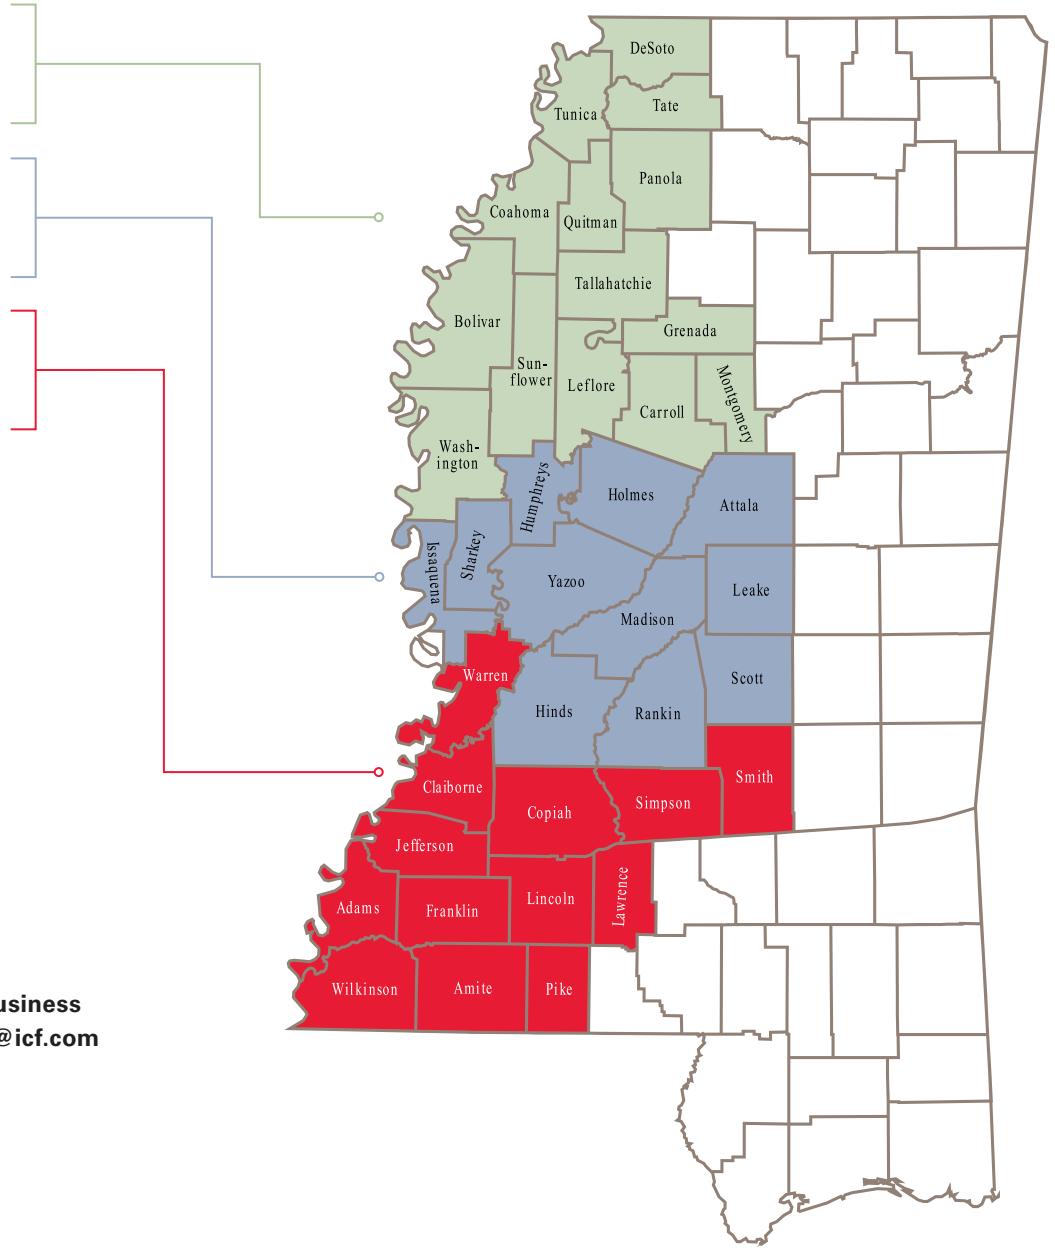 DeSoto
Tate
Tunica
Panola
Coahoma
Quitman
Tallahatchie
Bolivar
Grenada
Sun-
flower
Leflore
Montgomery
Carroll
Wash-
ington
Humphreys
Holmes
Attala
Issaquena
Sharkey
Yazoo
Leake
Madison
Warren
Scott
Hinds
Rankin
Claiborne
Smith
Copiah
Simpson
Jefferson
Lincoln
Lawrence
Adams
Franklin
Wilkinson
Amite
Pike
usiness
@icf.com